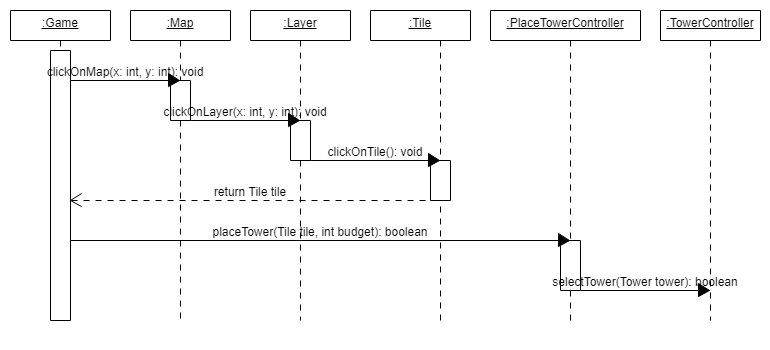 :Game
:Map
:Layer
:Tile
:PlaceTowerController
:TowerController
clickOnMap(x: int, y: int): void
clickOnLayer(x: int, y: int): void
clickOnTile(): void
return Tile tile
placeTower(Tile tile, int budget): boolean
selectTower(Tower tower): boolean